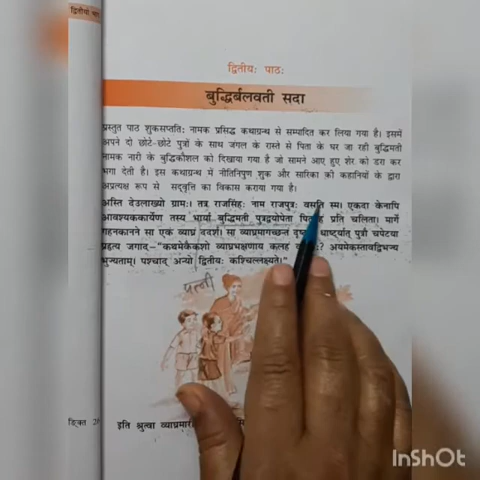 द्वितीयो
द्वितीयः पाठः
बुद्धिर्बलवती सदा
प्रस्तुत पाठ शुकसप्ततिः नामक प्रसिद्ध कथाग्रन्थ से सम्पादित कर लिया गया है। इसमें
अपने दो छोटे-छोटे पुत्रों के साथ जंगल के रास्ते से पिता के घर जा रही बुद्धिमती
नामक नारी के बुद्धिकौशल को दिखाया गया है जो सामने आए हुए शेर को डरा कर
भगा देती है। इस कथाग्रन्थ में नीतिनिपुण शुक और सारिका की कहानियों के द्वारा
अप्रत्यक्ष रूप से सद्वृत्ति का विकास कराया गया है।
अस्ति देउलाख्यो ग्रामः। तत्र राजसिंहः नाम राजपुत्रः वसति स्म। एकदा केनापि
आवश्यककार्येण तस्य भार्या बुद्धिमती पुत्रद्वयोपेता प्रति चलिता। मार्गे
गहनकानने सा एकं व्याघ्रं ददर्श। सा व्याघ्रमागच्छन्तं धार्ष्ट्यात् पुत्रौ चपेटया
प्रहृत्य जगाद-"कथमेकैकशो व्याघ्रभक्षणाय कलहं अयमेकस्तावद्विभज्य
भुज्यताम्। पश्चाद् अन्यो द्वितीयः कश्चिल्लक्ष्यते।"
पत्नी
इति श्रुत्वा
InShOt